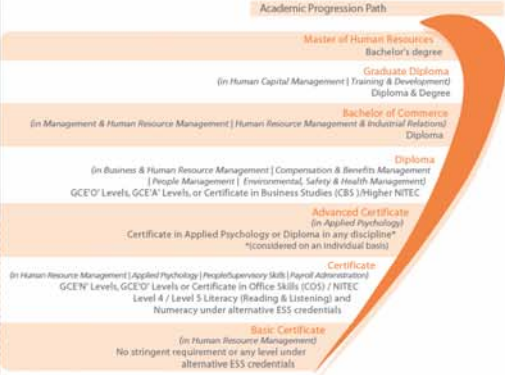 Academic Progression Path
Master of Human Resources
Bachelor's degree
Graduate Diploma
(in Human Capital Management | Training & Development)
Diploma & Degree
Bachelor of Commerce
(in Management & Human Resource Management | Human Resource Management & Industrial Relations)
Diploma
Diploma
(in Business & Human Resource Management | Compensation & Benefits Management
| People Management | Environmental, Safety & Health Management)
GCE'O' Levels, GCE'A' Levels, or Certificate in Business Studies (CBS )/Higher NITEC
Advanced Certificate
(in Applied Psychology)
Certificate in Applied Psychology or Diploma in any discipline*
*(considered on an individual basis)
Certificate
(in Human Resource Management | Applied Psychology | PeopleSupervisory Skills | Payroll Administration)
GCE'N' Levels, GCE'O' Levels or Certificate in Office Skills (COS) / NITEC
Level 4 / Level 5 Literacy (Reading & Listening) and
Numeracy under alternative ESS credentials
Basic Certificate
(in Human Resource Management)
No stringent requirement or any level under
alternative ESS credentials